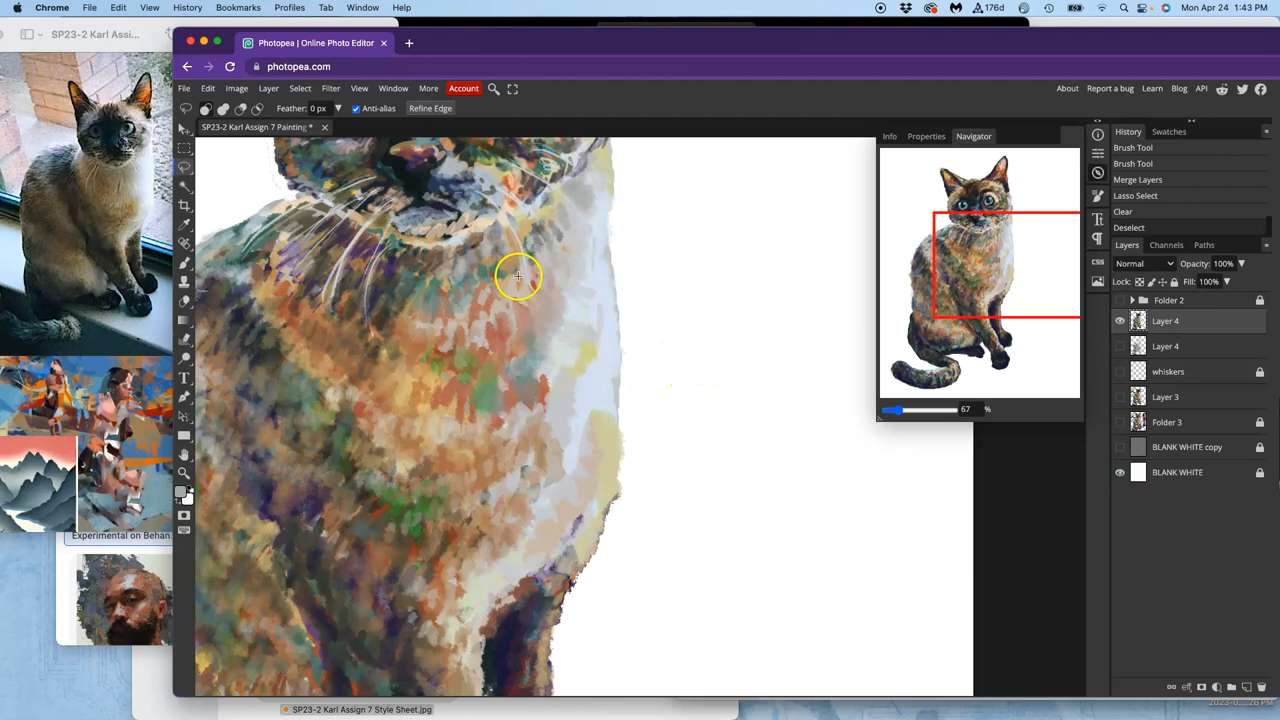 Chrome File Edit View History Bookmarks Profiles Tab Window Help 176d Mon Apr 24 1:43 PM
SP23-2 Karl Assi...
Photopea | Online Photo Editor
photopea.com
File Edit Image Layer Select Filter View Window More Account About Report a bug Learn Blog API
Feather: 0 px Anti-alias Refine Edge
SP23-2 Karl Assign 7 Painting *
Info Properties Navigator
67 %
History Swatches
Brush Tool
Brush Tool
Merge Layers
Lasso Select
Clear
Deselect
Layers Channels Paths
Normal Opacity: 100%
Lock: Fill: 100%
Folder 2
Layer 4
Layer 4
whiskers
Layer 3
Folder 3
BLANK WHITE copy
BLANK WHITE
CSS
Experimental on Behan...
SP23-2 Karl Assign 7 Style Sheet.jpg